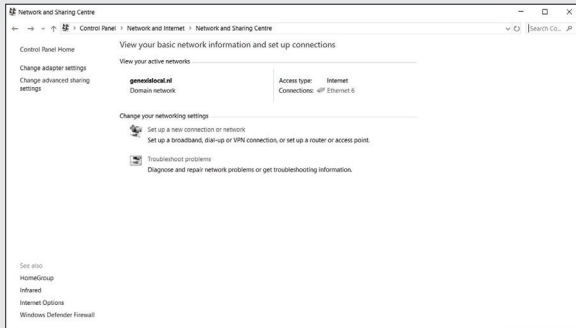 Network and Sharing Centre
Control Panel > Network and Internet > Network and Sharing Centre
Search Co...
Control Panel Home
Change adapter settings
Change advanced sharing
settings
View your basic network information and set up connections
View your active networks
genexislocal.nl
Domain network
Access type: Internet
Connections: Ethernet 6
Change your networking settings
Set up a new connection or network
Set up a broadband, dial-up or VPN connection, or set up a router or access point.
Troubleshoot problems
Diagnose and repair network problems or get troubleshooting information.
See also
HomeGroup
Infrared
Internet Options
Windows Defender Firewall